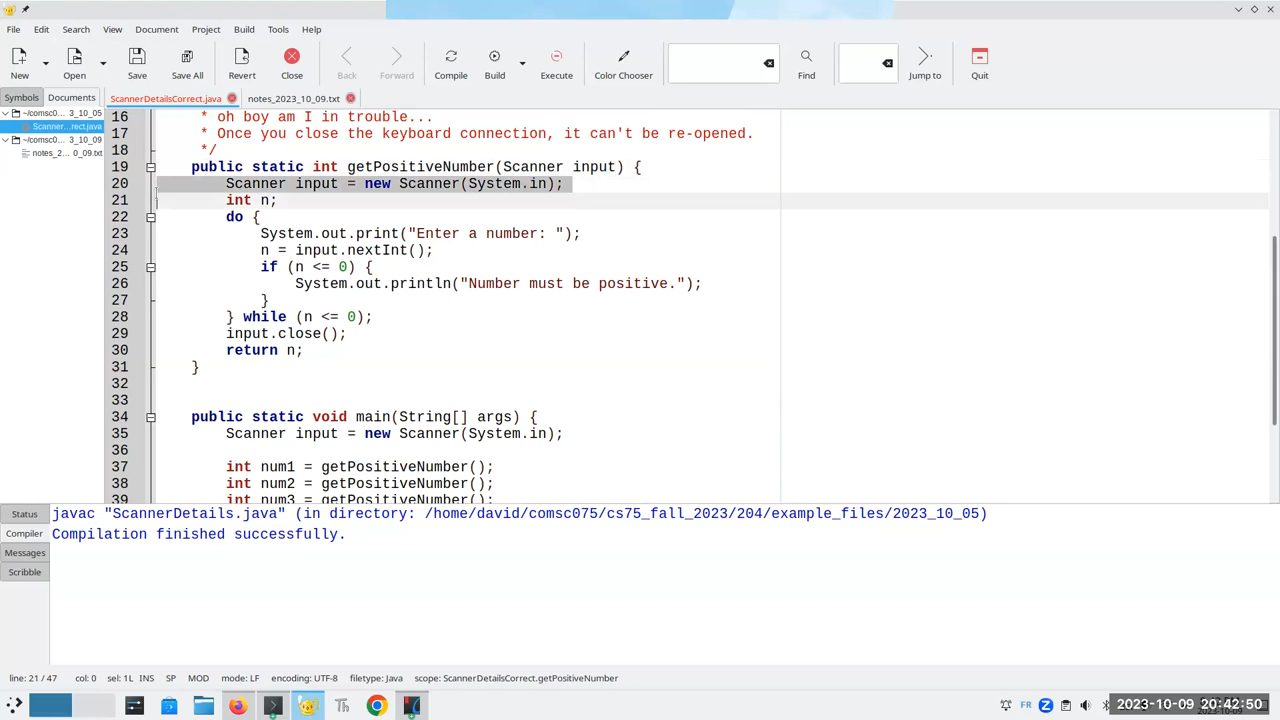 File Edit Search View Document Project Build Tools Help
New Open Save Save All Revert Close Back Forward Compile Build Execute Color Chooser Find Jump to Quit
Symbols Documents ScannerDetailsCorrect.java notes_2023_10_09.txt
~/comsc0... 3_10_05
Scanner...rect.java
~/comsc0... 3_10_09
notes_2... 0_09.txt
16 * oh boy am I in trouble...
17 * Once you close the keyboard connection, it can't be re-opened.
18 */
19 public static int getPositiveNumber(Scanner input) {
20 Scanner input = new Scanner(System.in);
21 int n;
22 do {
23 System.out.print("Enter a number: ");
24 n = input.nextInt();
25 if (n <= 0) {
26 System.out.println("Number must be positive.");
27 }
28 } while (n <= 0);
29 input.close();
30 return n;
31 }
32
33
34 public static void main(String[] args) {
35 Scanner input = new Scanner(System.in);
36
37 int num1 = getPositiveNumber();
38 int num2 = getPositiveNumber();
39 int num3 = getPositiveNumber();
Status
Compiler
Messages
Scribble
javac "ScannerDetails.java" (in directory: /home/david/comsc075/cs75_fall_2023/204/example_files/2023_10_05)
Compilation finished successfully.
line: 21 / 47 col: 0 sel: 1L INS SP MOD mode: LF encoding: UTF-8 filetype: Java scope: ScannerDetailsCorrect.getPositiveNumber
FR 2023-10-09 20:42:50